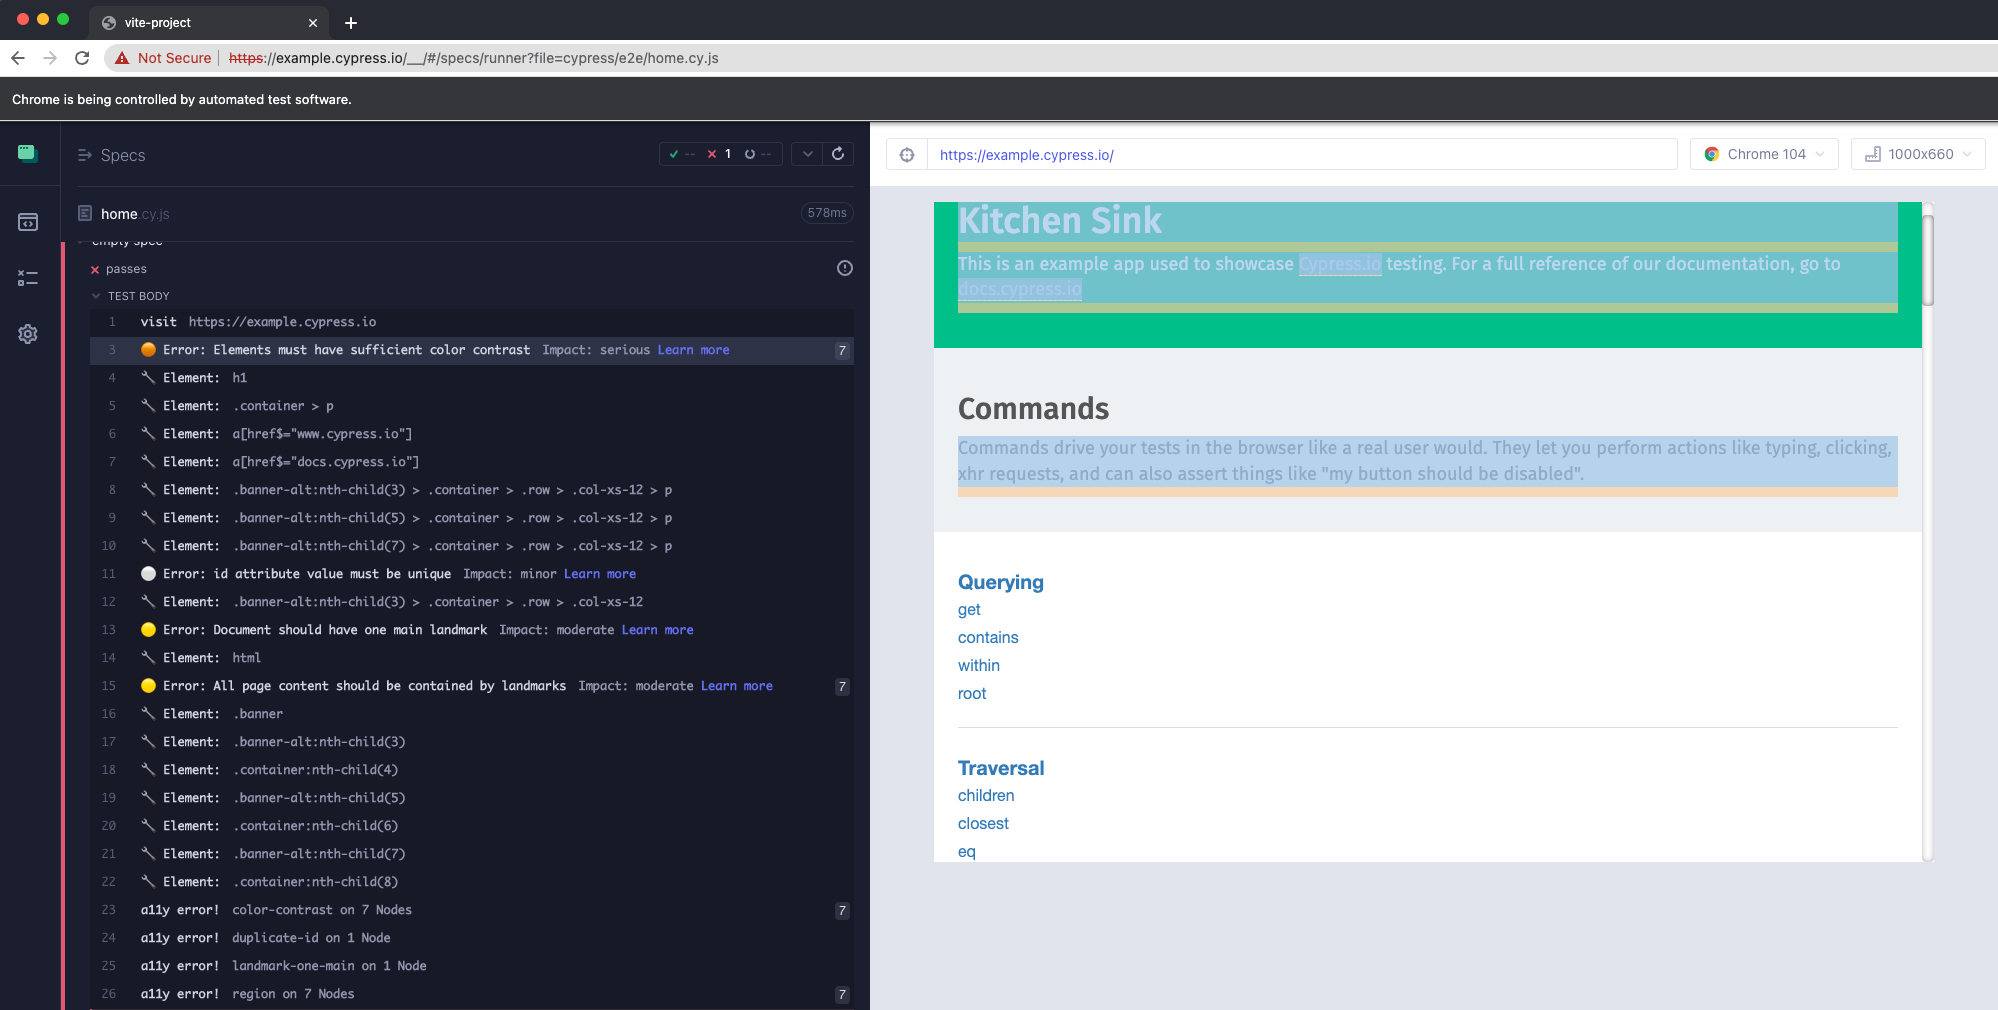 vite-project
Not Secure https://example.cypress.io/__/#/specs/runner?file=cypress/e2e/home.cy.js
Chrome is being controlled by automated test software.
Specs
-- 1 --
home.cy.js 578ms
empty spec
passes
TEST BODY
1 visit https://example.cypress.io
3 Error: Elements must have sufficient color contrast Impact: serious Learn more 7
4 Element: h1
5 Element: .container > p
6 Element: a[href$="www.cypress.io"]
7 Element: a[href$="docs.cypress.io"]
8 Element: .banner-alt:nth-child(3) > .container > .row > .col-xs-12 > p
9 Element: .banner-alt:nth-child(5) > .container > .row > .col-xs-12 > p
10 Element: .banner-alt:nth-child(7) > .container > .row > .col-xs-12 > p
11 Error: id attribute value must be unique Impact: minor Learn more
12 Element: .banner-alt:nth-child(3) > .container > .row > .col-xs-12
13 Error: Document should have one main landmark Impact: moderate Learn more
14 Element: html
15 Error: All page content should be contained by landmarks Impact: moderate Learn more 7
16 Element: .banner
17 Element: .banner-alt:nth-child(3)
18 Element: .container:nth-child(4)
19 Element: .banner-alt:nth-child(5)
20 Element: .container:nth-child(6)
21 Element: .banner-alt:nth-child(7)
22 Element: .container:nth-child(8)
23 a11y error! color-contrast on 7 Nodes 7
24 a11y error! duplicate-id on 1 Node
25 a11y error! landmark-one-main on 1 Node
26 a11y error! region on 7 Nodes 7
https://example.cypress.io/
Chrome 104
1000x660
Kitchen Sink
This is an example app used to showcase Cypress.io testing. For a full reference of our documentation, go to
docs.cypress.io
Commands
Commands drive your tests in the browser like a real user would. They let you perform actions like typing, clicking,
xhr requests, and can also assert things like "my button should be disabled".
Querying
get
contains
within
root
Traversal
children
closest
eq